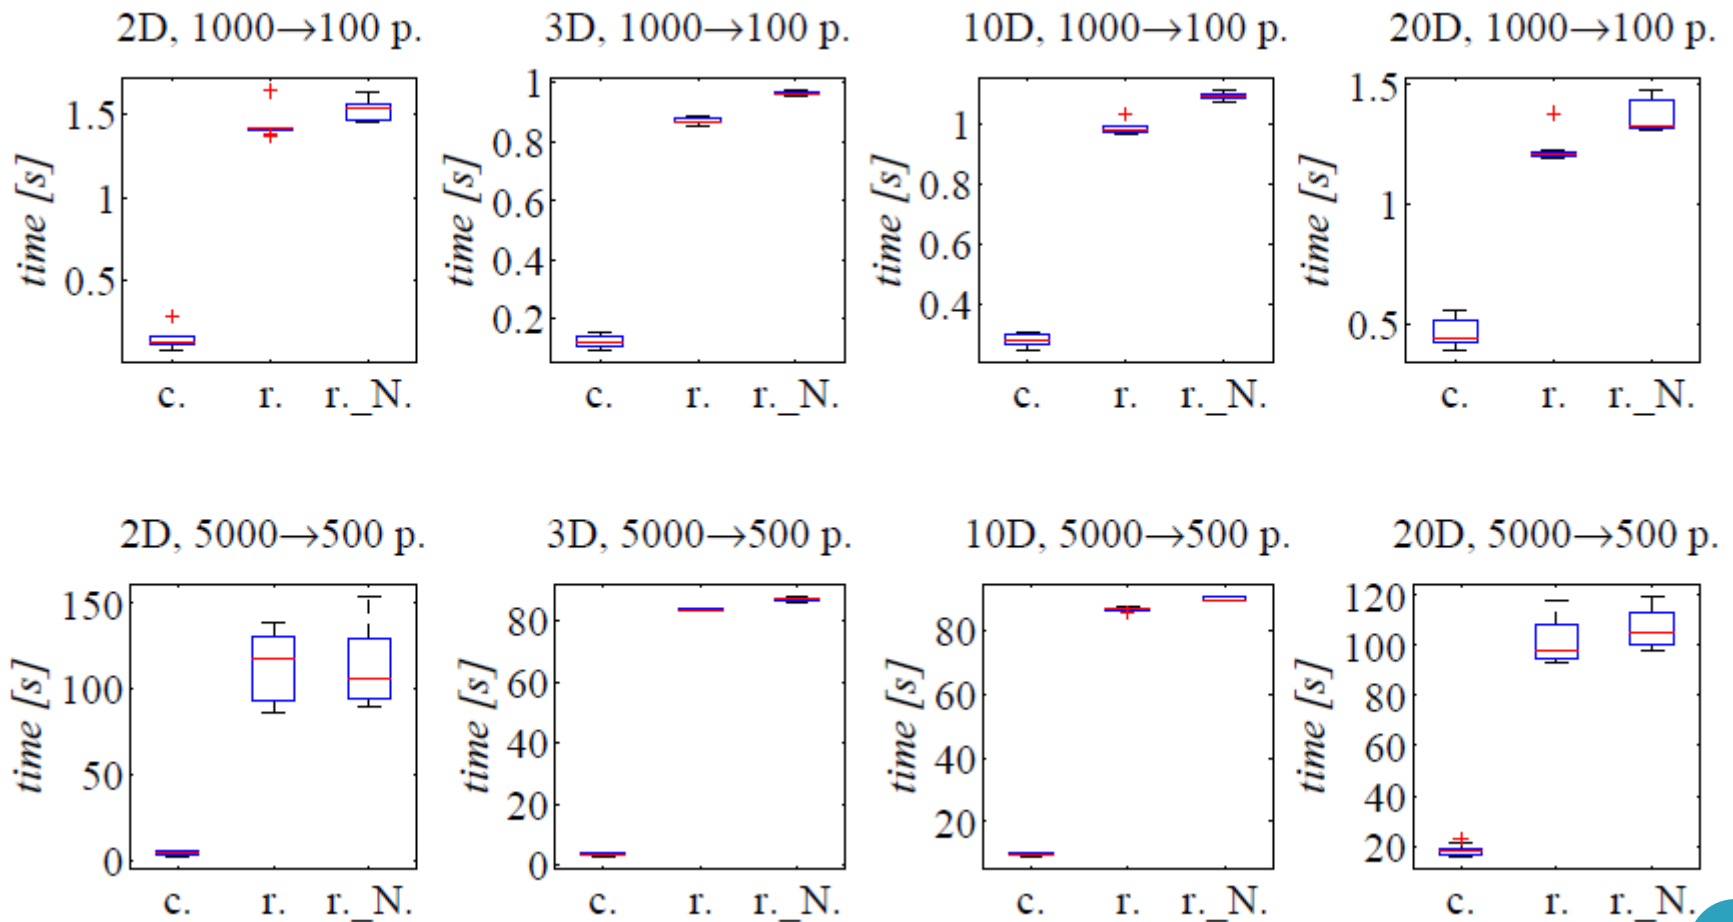 2D, 1000→100 p.
time [s]
1.5
1
0.5
c. r. r._N.
3D, 1000→100 p.
time [s]
1
0.8
0.6
0.4
0.2
c. r. r._N.
10D, 1000→100 p.
time [s]
1
0.8
0.6
0.4
c. r. r._N.
20D, 1000→100 p.
time [s]
1.5
1
0.5
c. r. r._N.
2D, 5000→500 p.
time [s]
150
100
50
0
c. r. r._N.
3D, 5000→500 p.
time [s]
80
60
40
20
0
c. r. r._N.
10D, 5000→500 p.
time [s]
80
60
40
20
c. r. r._N.
20D, 5000→500 p.
time [s]
120
100
80
60
40
20
c. r. r._N.